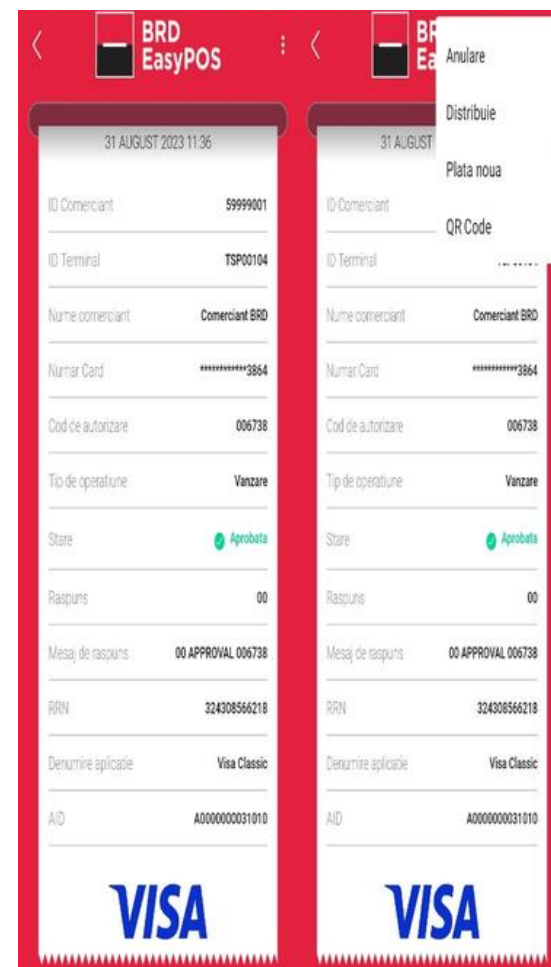 BRD
EasyPOS
31 AUGUST 2023 11:36
ID Comerciant 59999001
ID Terminal TSP00104
Nume comerciant Comerciant BRD
Numar Card ************3864
Cod de autorizare 006738
Tip de operatiune Vanzare
Stare Aprobata
Raspuns 00
Mesaj de raspuns 00 APPROVAL 006738
RRN 324308566218
Denumire aplicatie Visa Classic
AID A0000000031010
VISA
Anulare
Distribuie
Plata noua
QR Code
31 AUGUST
ID Comerciant
ID Terminal
Nume comerciant Comerciant BRD
Numar Card ************3864
Cod de autorizare 006738
Tip de operatiune Vanzare
Stare Aprobata
Raspuns 00
Mesaj de raspuns 00 APPROVAL 006738
RRN 324308566218
Denumire aplicatie Visa Classic
AID A0000000031010
VISA